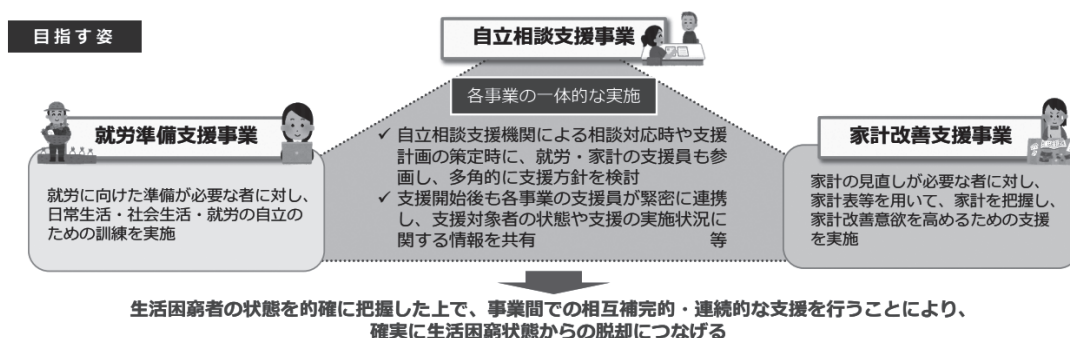 目指す姿
自立相談支援事業
各事業の一体的な実施
✓ 自立相談支援機関による相談対応時や支援
計画の策定時に、就労・家計の支援員も参
画し、多角的に支援方針を検討
✓ 支援開始後も各事業の支援員が緊密に連携
し、支援対象者の状態や支援の実施状況に
関する情報を共有 等
就労準備支援事業
就労に向けた準備が必要な者に対し、
日常生活・社会生活・就労の自立の
ための訓練を実施
家計改善支援事業
家計の見直しが必要な者に対し、
家計表等を用いて、家計を把握し、
家計改善意欲を高めるための支援
を実施
生活困窮者の状態を的確に把握した上で、事業間での相互補完的・連続的な支援を行うことにより、
確実に生活困窮状態からの脱却につなげる